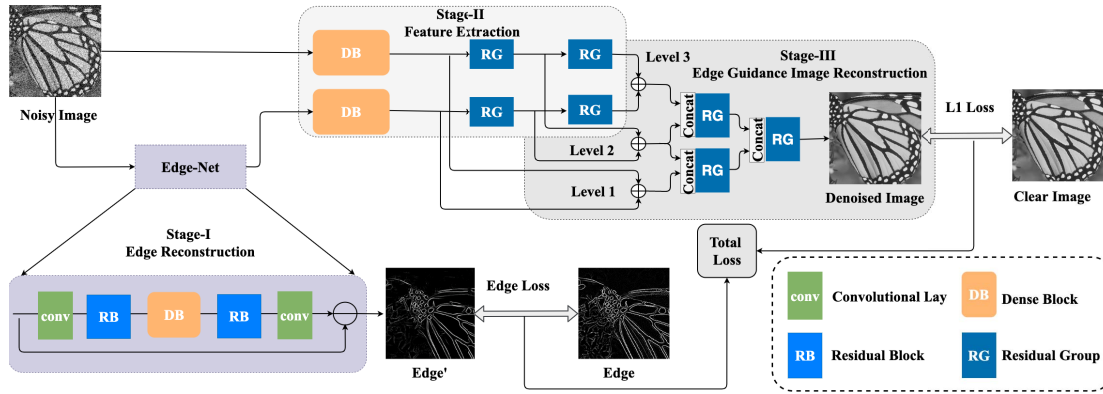 Stage-II
Feature Extraction
Noisy Image
DB
RG
RG
DB
RG
RG
Level 3
Level 2
Level 1
Stage-III
Edge Guidance Image Reconstruction
Concat
RG
Concat
RG
Concat
RG
Denoised Image
L1 Loss
Clear Image
Edge-Net
Stage-I
Edge Reconstruction
conv
RB
DB
RB
conv
Edge'
Edge Loss
Edge
Total
Loss
conv
Convolutional Lay
DB
Dense Block
RB
Residual Block
RG
Residual Group